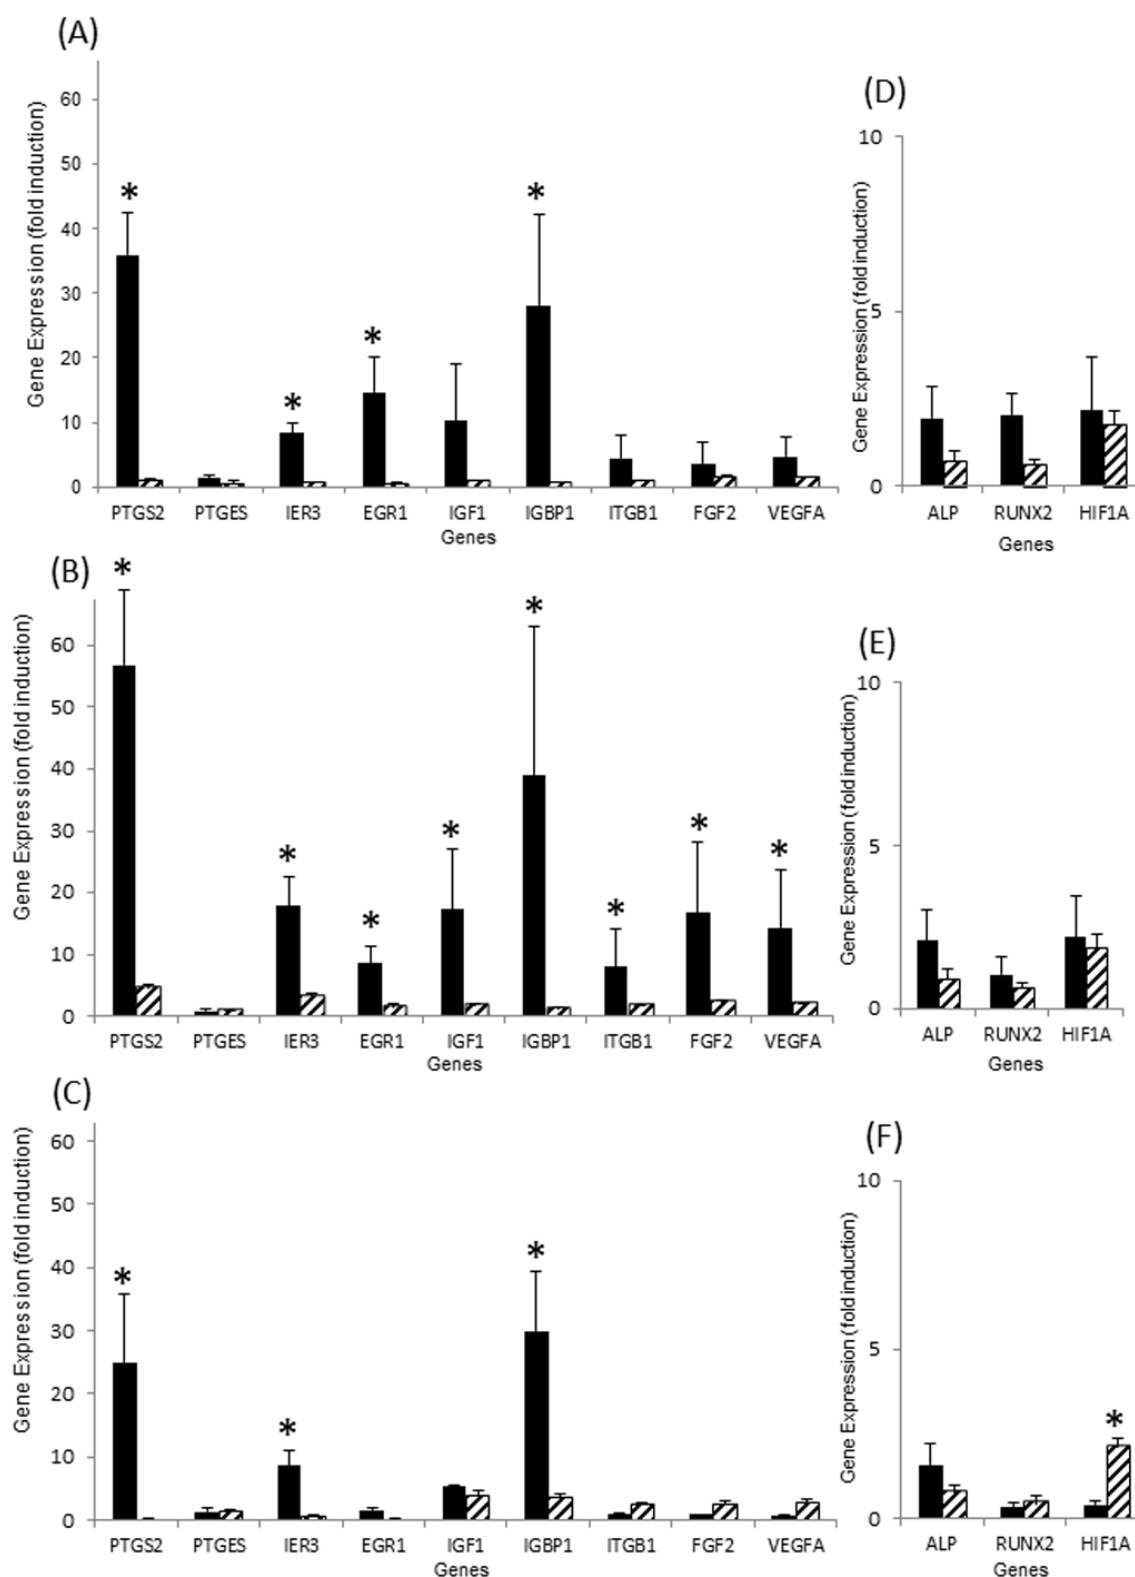 (A)
Gene Expression (fold induction)
60
50
40
30
20
10
0
* * * *
PTGS2 PTGES IER3 EGR1 IGF1 IGBP1 ITGB1 FGF2 VEGFA
Genes
(D)
Gene Expression (fold induction)
10
5
0
ALP RUNX2 HIF1A
Genes
(B)
Gene Expression (fold induction)
60
50
40
30
20
10
0
* * * * * * * *
PTGS2 PTGES IER3 EGR1 IGF1 IGBP1 ITGB1 FGF2 VEGFA
Genes
(E)
Gene Expression (fold induction)
10
5
0
ALP RUNX2 HIF1A
Genes
(C)
Gene Expression (fold induction)
60
50
40
30
20
10
0
* * *
PTGS2 PTGES IER3 EGR1 IGF1 IGBP1 ITGB1 FGF2 VEGFA
Genes
(F)
Gene Expression (fold induction)
10
5
0
*
ALP RUNX2 HIF1A
Genes